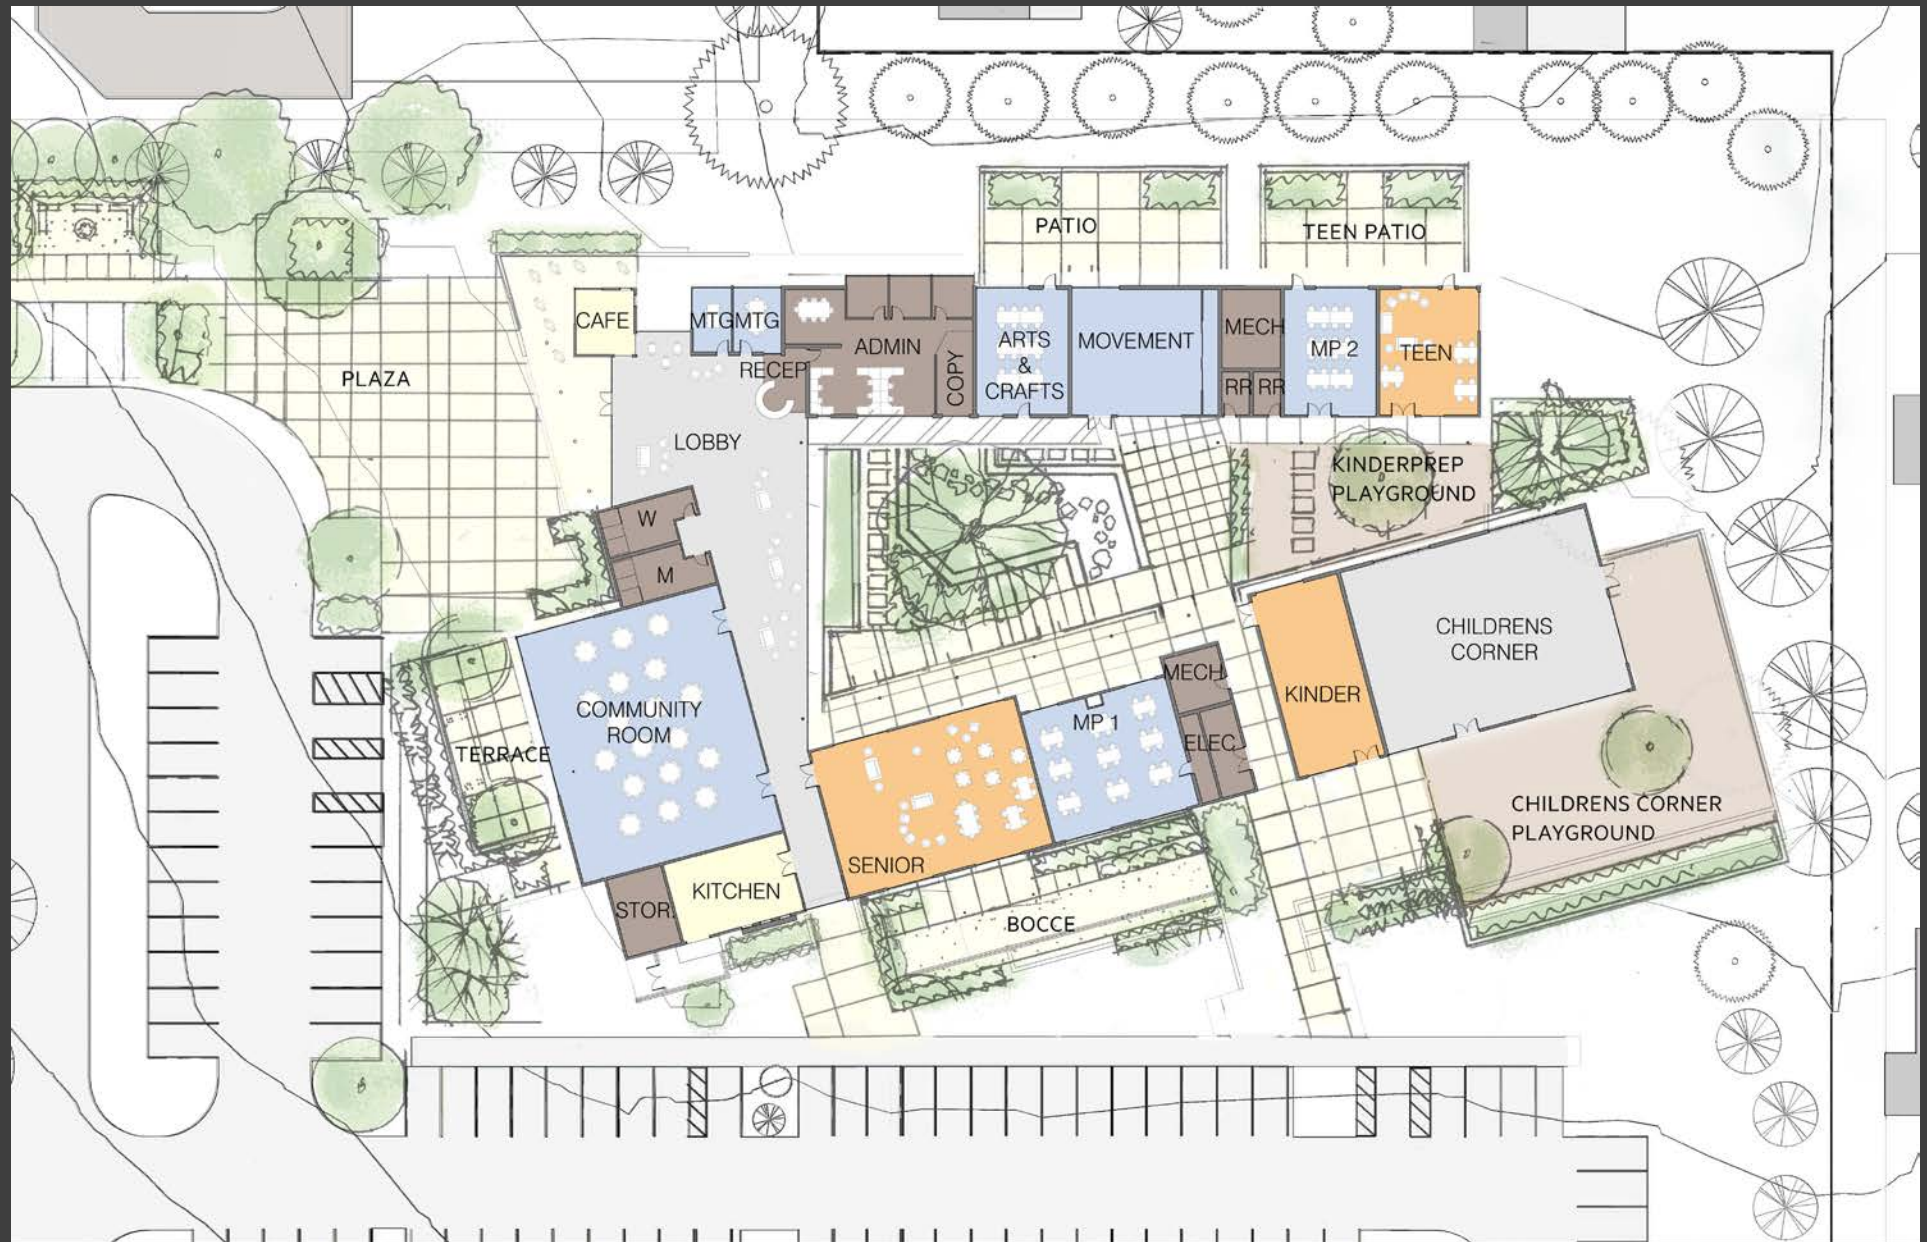 PATIO
TEEN PATIO
CAFE
MTG
MTG
ADMIN
RECEP
COPY
ARTS
&
CRAFTS
MOVEMENT
MECH
RR
RR
MP 2
TEEN
PLAZA
LOBBY
KINDERPREP
PLAYGROUND
W
M
CHILDRENS
CORNER
MECH
KINDER
COMMUNITY
ROOM
MP 1
ELEC
TERRACE
CHILDRENS CORNER
PLAYGROUND
SENIOR
KITCHEN
STOR.
BOCCE